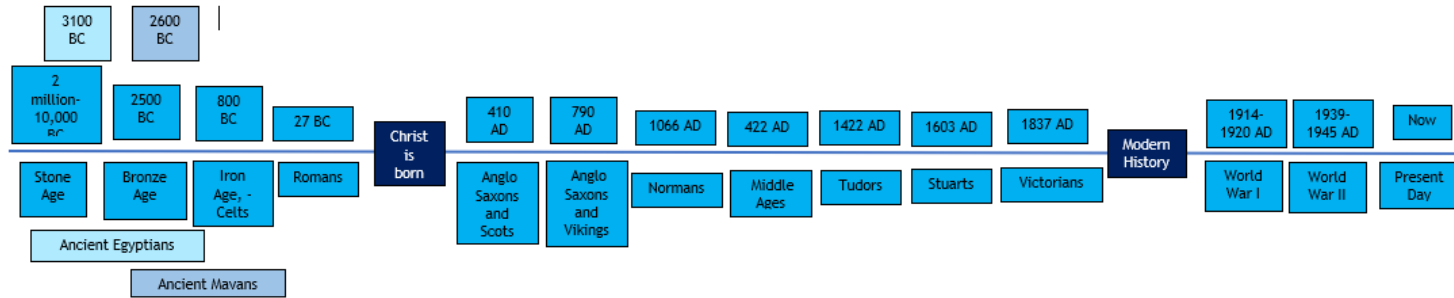 3100
BC
2600
BC
2
million-
10,000
BC
2500
BC
800
BC
27 BC
Christ
is
born
410
AD
790
AD
1066 AD
422 AD
1422 AD
1603 AD
1837 AD
Modern
History
1914-
1920 AD
1939-
1945 AD
Now
Stone
Age
Bronze
Age
Iron
Age, -
Celts
Romans
Anglo
Saxons
and
Scots
Anglo
Saxons
and
Vikings
Normans
Middle
Ages
Tudors
Stuarts
Victorians
World
War I
World
War II
Present
Day
Ancient Egyptians
Ancient Mayans